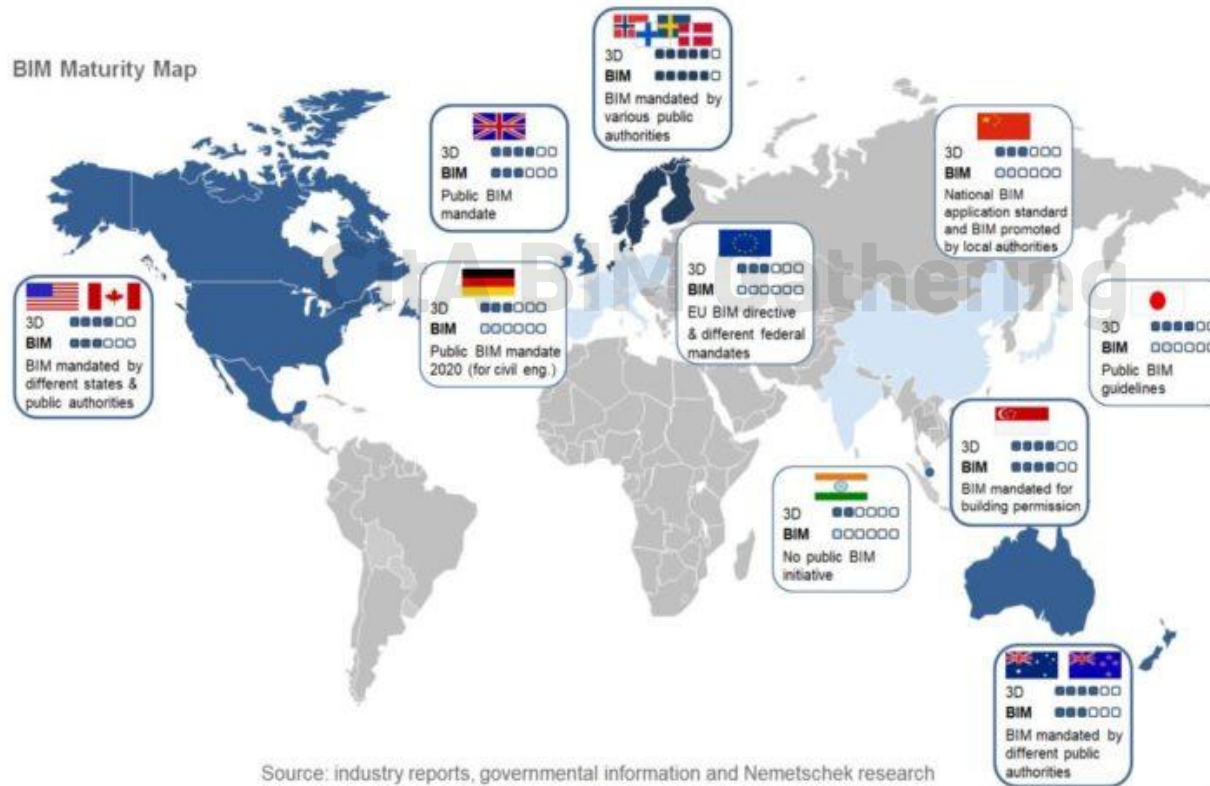 BIM Maturity Map
3D
BIM
BIM mandated by
various public
authorities
3D
BIM
Public BIM
mandate
3D
BIM
National BIM
application standard
and BIM promoted
by local authorities
3D
BIM
EU BIM directive
& different federal
mandates
3D
BIM
Public BIM mandate
2020 (for civil eng.)
3D
BIM
BIM mandated by
different states &
public authorities
3D
BIM
Public BIM
guidelines
3D
BIM
BIM mandated for
building permission
3D
BIM
No public BIM
initiative
3D
BIM
BIM mandated by
different public
authorities
Source: industry reports, governmental information and Nemetschek research